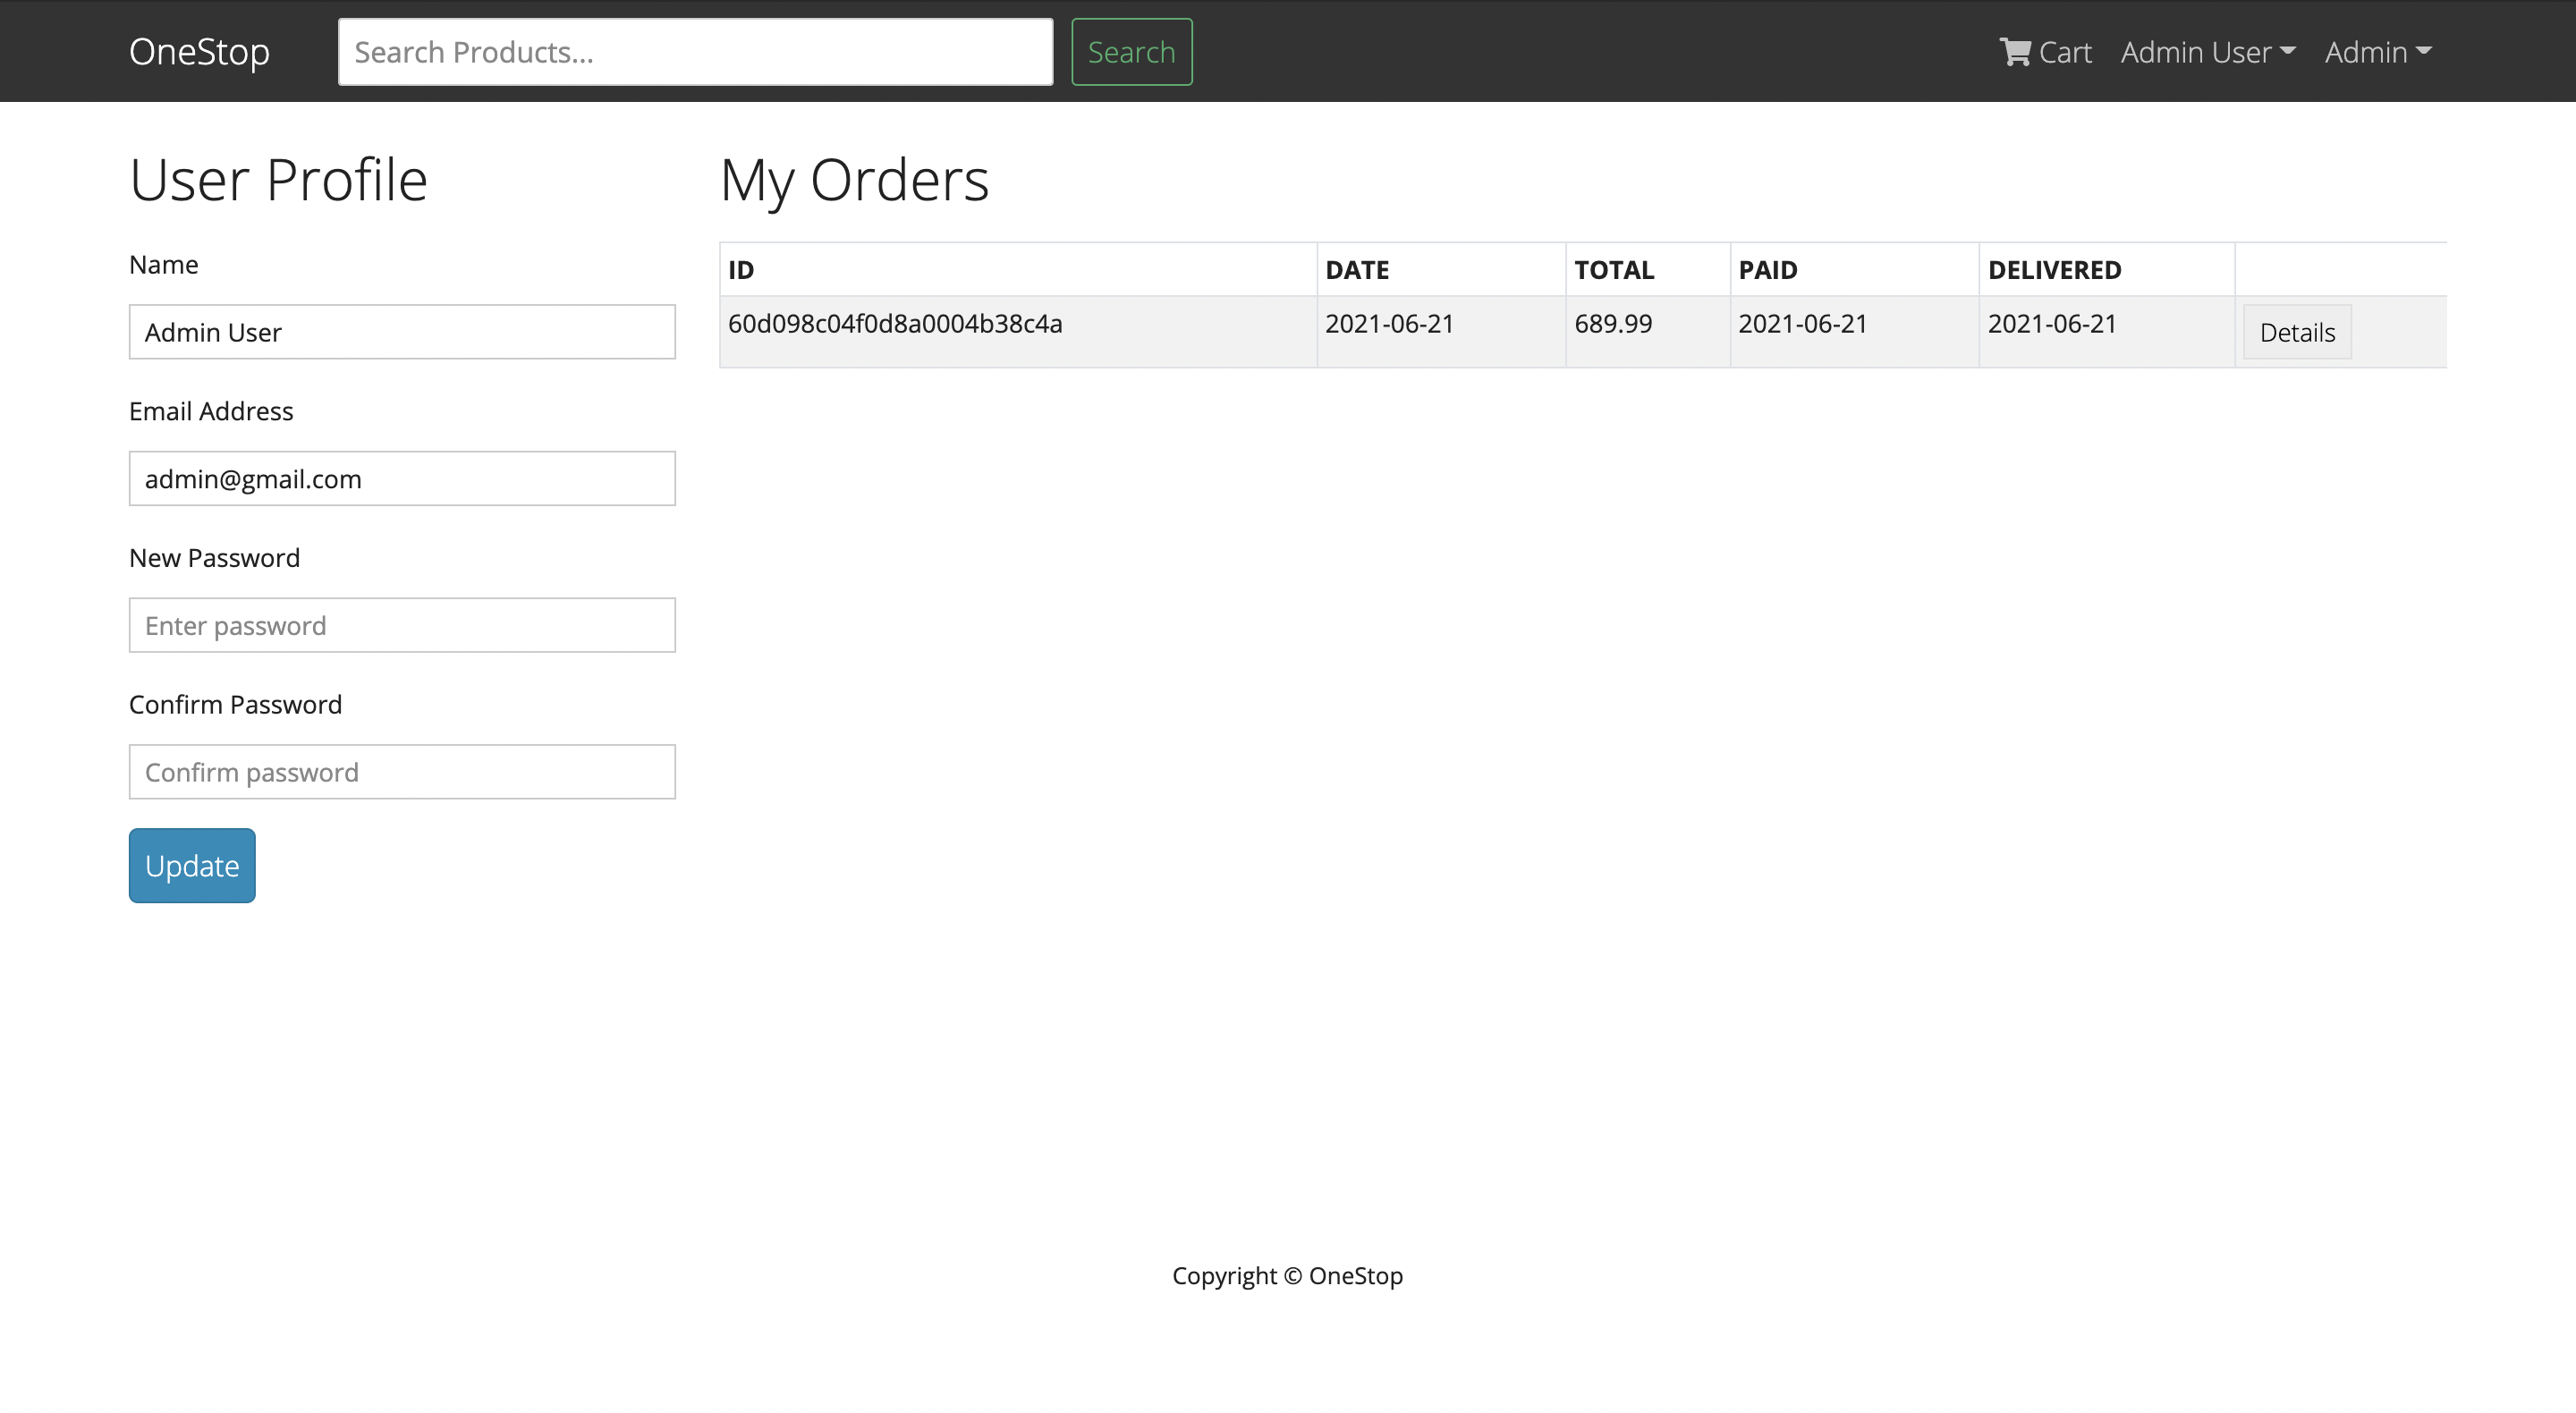 OneStop Search Products... Search Cart Admin User Admin
User Profile
Name
Admin User
Email Address
admin@gmail.com
New Password
Enter password
Confirm Password
Confirm password
Update
My Orders
ID DATE TOTAL PAID DELIVERED
60d098c04f0d8a0004b38c4a 2021-06-21 689.99 2021-06-21 2021-06-21 Details
Copyright © OneStop